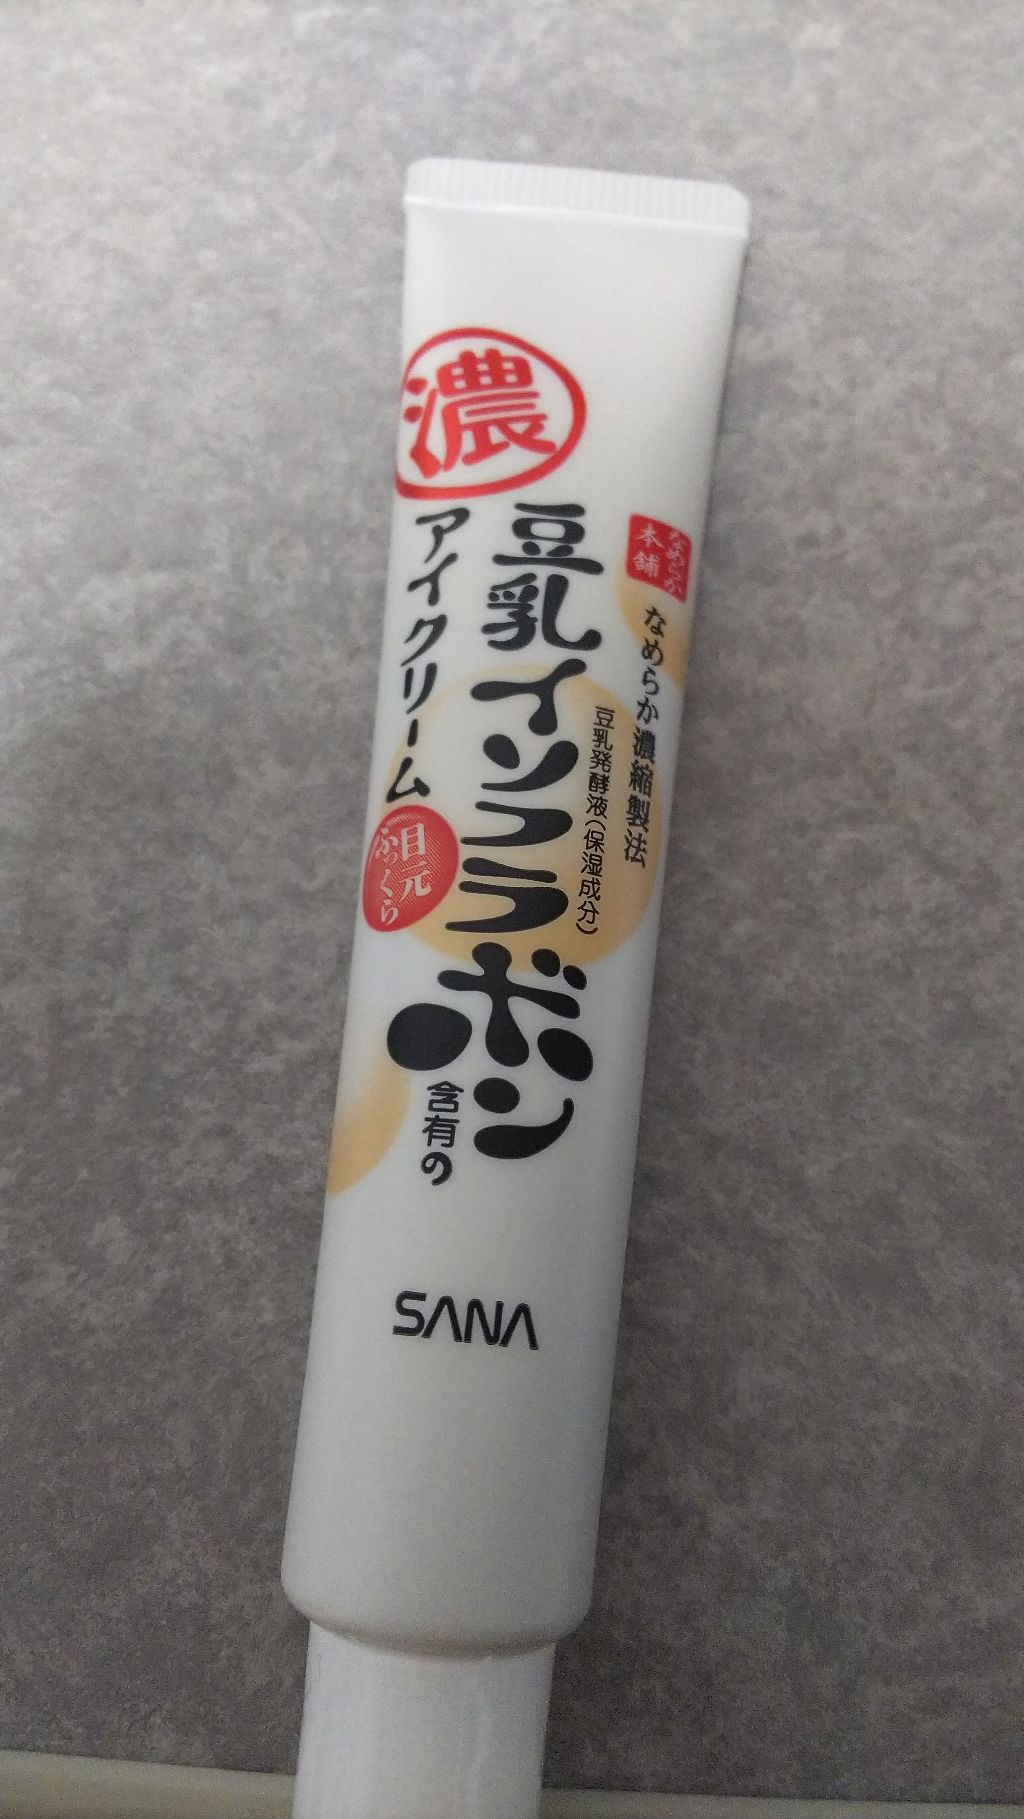 濃
なめらか
本舗
なめらか濃縮製法
豆乳発酵液(保湿成分)
豆乳イソフラボン
含有の
アイクリーム
目元
ふっくら
SANA